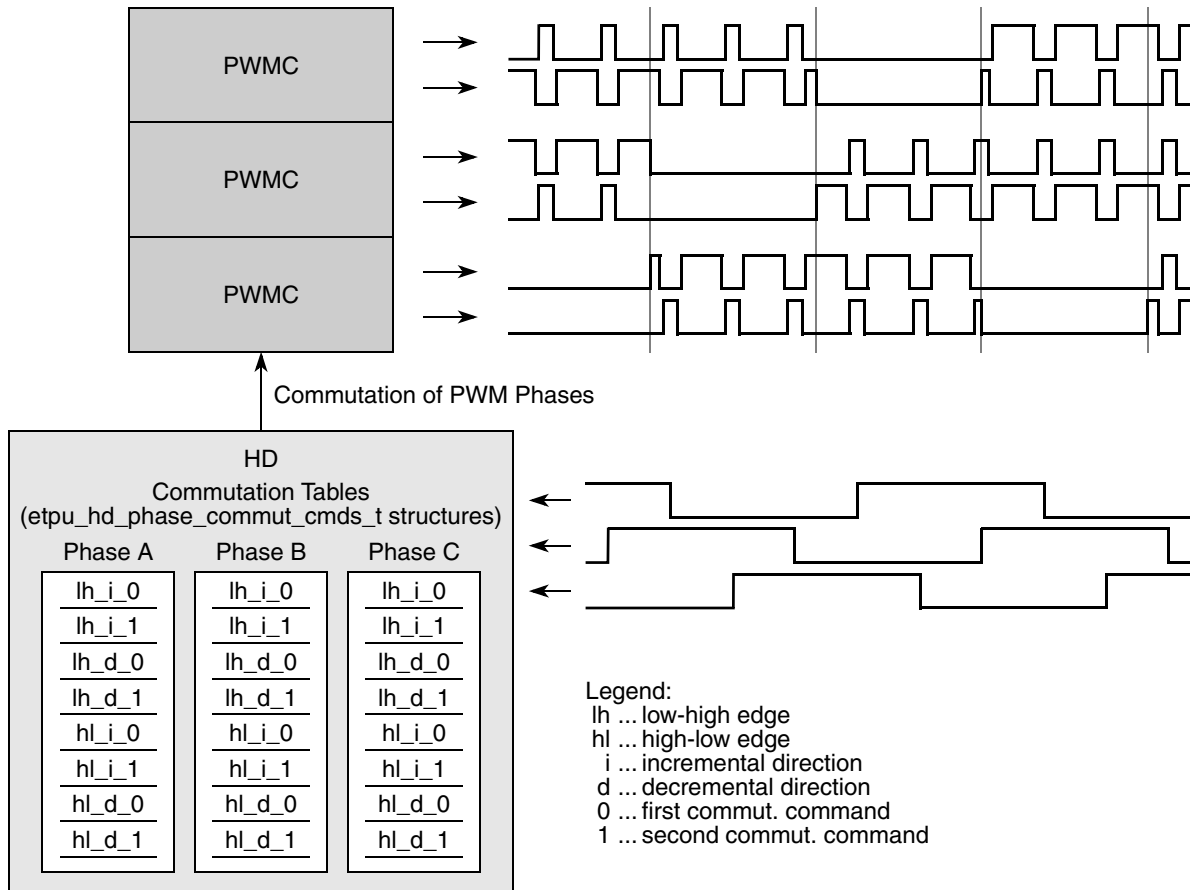 PWMC
PWMC
PWMC
Commutation of PWM Phases
HD
Commutation Tables
(etpu_hd_phase_commut_cmds_t structures)
Phase A Phase B Phase C
lh_i_0 lh_i_0 lh_i_0
lh_i_1 lh_i_1 lh_i_1
lh_d_0 lh_d_0 lh_d_0
lh_d_1 lh_d_1 lh_d_1
hl_i_0 hl_i_0 hl_i_0
hl_i_1 hl_i_1 hl_i_1
hl_d_0 hl_d_0 hl_d_0
hl_d_1 hl_d_1 hl_d_1
Legend:
lh ... low-high edge
hl ... high-low edge
i ... incremental direction
d ... decremental direction
0 ... first commut. command
1 ... second commut. command